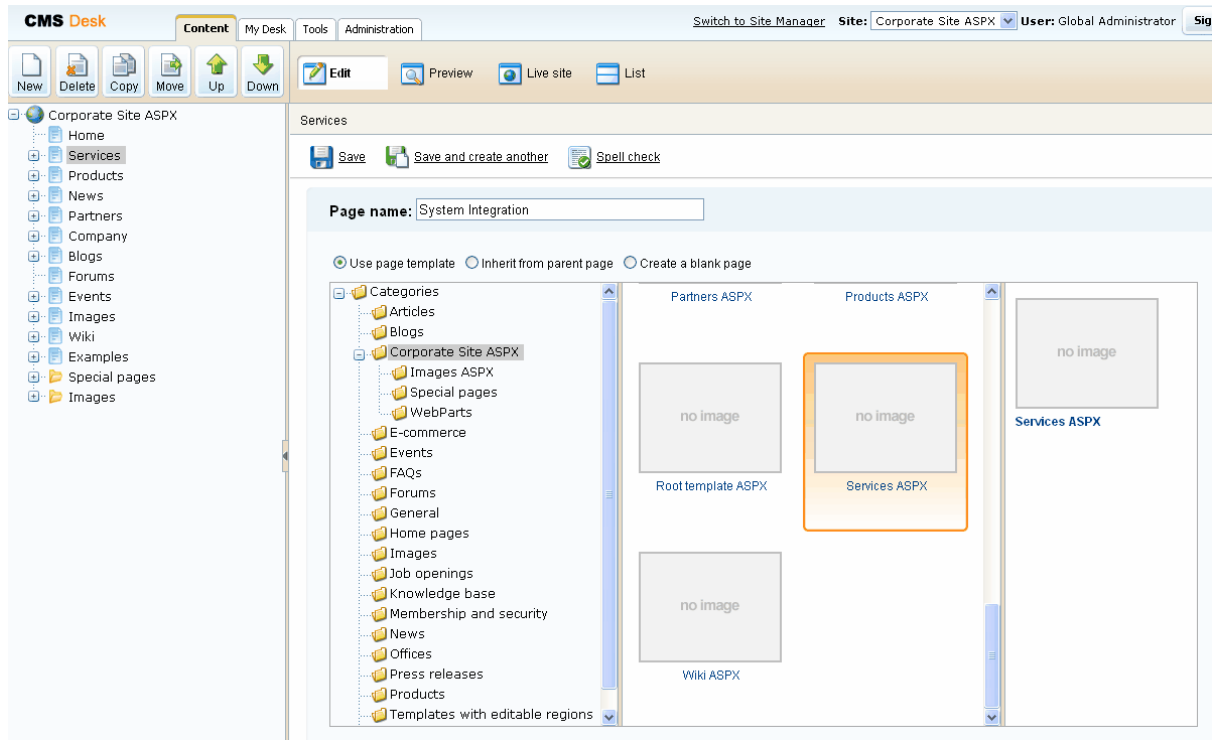 CMS Desk
Content My Desk Tools Administration
Switch to Site Manager Site: Corporate Site ASPX User: Global Administrator Sig
New Delete Copy Move Up Down
Edit Preview Live site List
Corporate Site ASPX
Home
Services
Products
News
Partners
Company
Blogs
Forums
Events
Images
Wiki
Examples
Special pages
Images
Services
Save Save and create another Spell check
Page name: System Integration
Use page template Inherit from parent page Create a blank page
Categories
Articles
Blogs
Corporate Site ASPX
Images ASPX
Special pages
WebParts
E-commerce
Events
FAQs
Forums
General
Home pages
Images
Job openings
Knowledge base
Membership and security
News
Offices
Press releases
Products
Templates with editable regions
Partners ASPX Products ASPX
no image no image
Root template ASPX Services ASPX
no image
Wiki ASPX
no image
Services ASPX